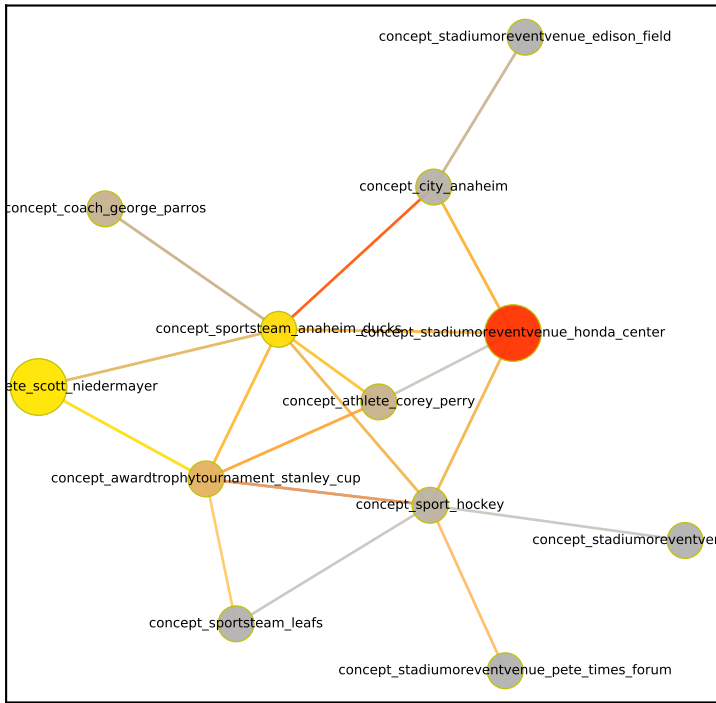 concept_stadiumoreventvenue_edison_field
concept_city_anaheim
concept_coach_george_parros
concept_sportsteam_anaheim_ducks
concept_stadiumoreventvenue_honda_center
ete_scott_niedermayer
concept_athlete_corey_perry
concept_awardtrophytournament_stanley_cup
concept_sport_hockey
concept_stadiumoreventver
concept_sportsteam_leafs
concept_stadiumoreventvenue_pete_times_forum